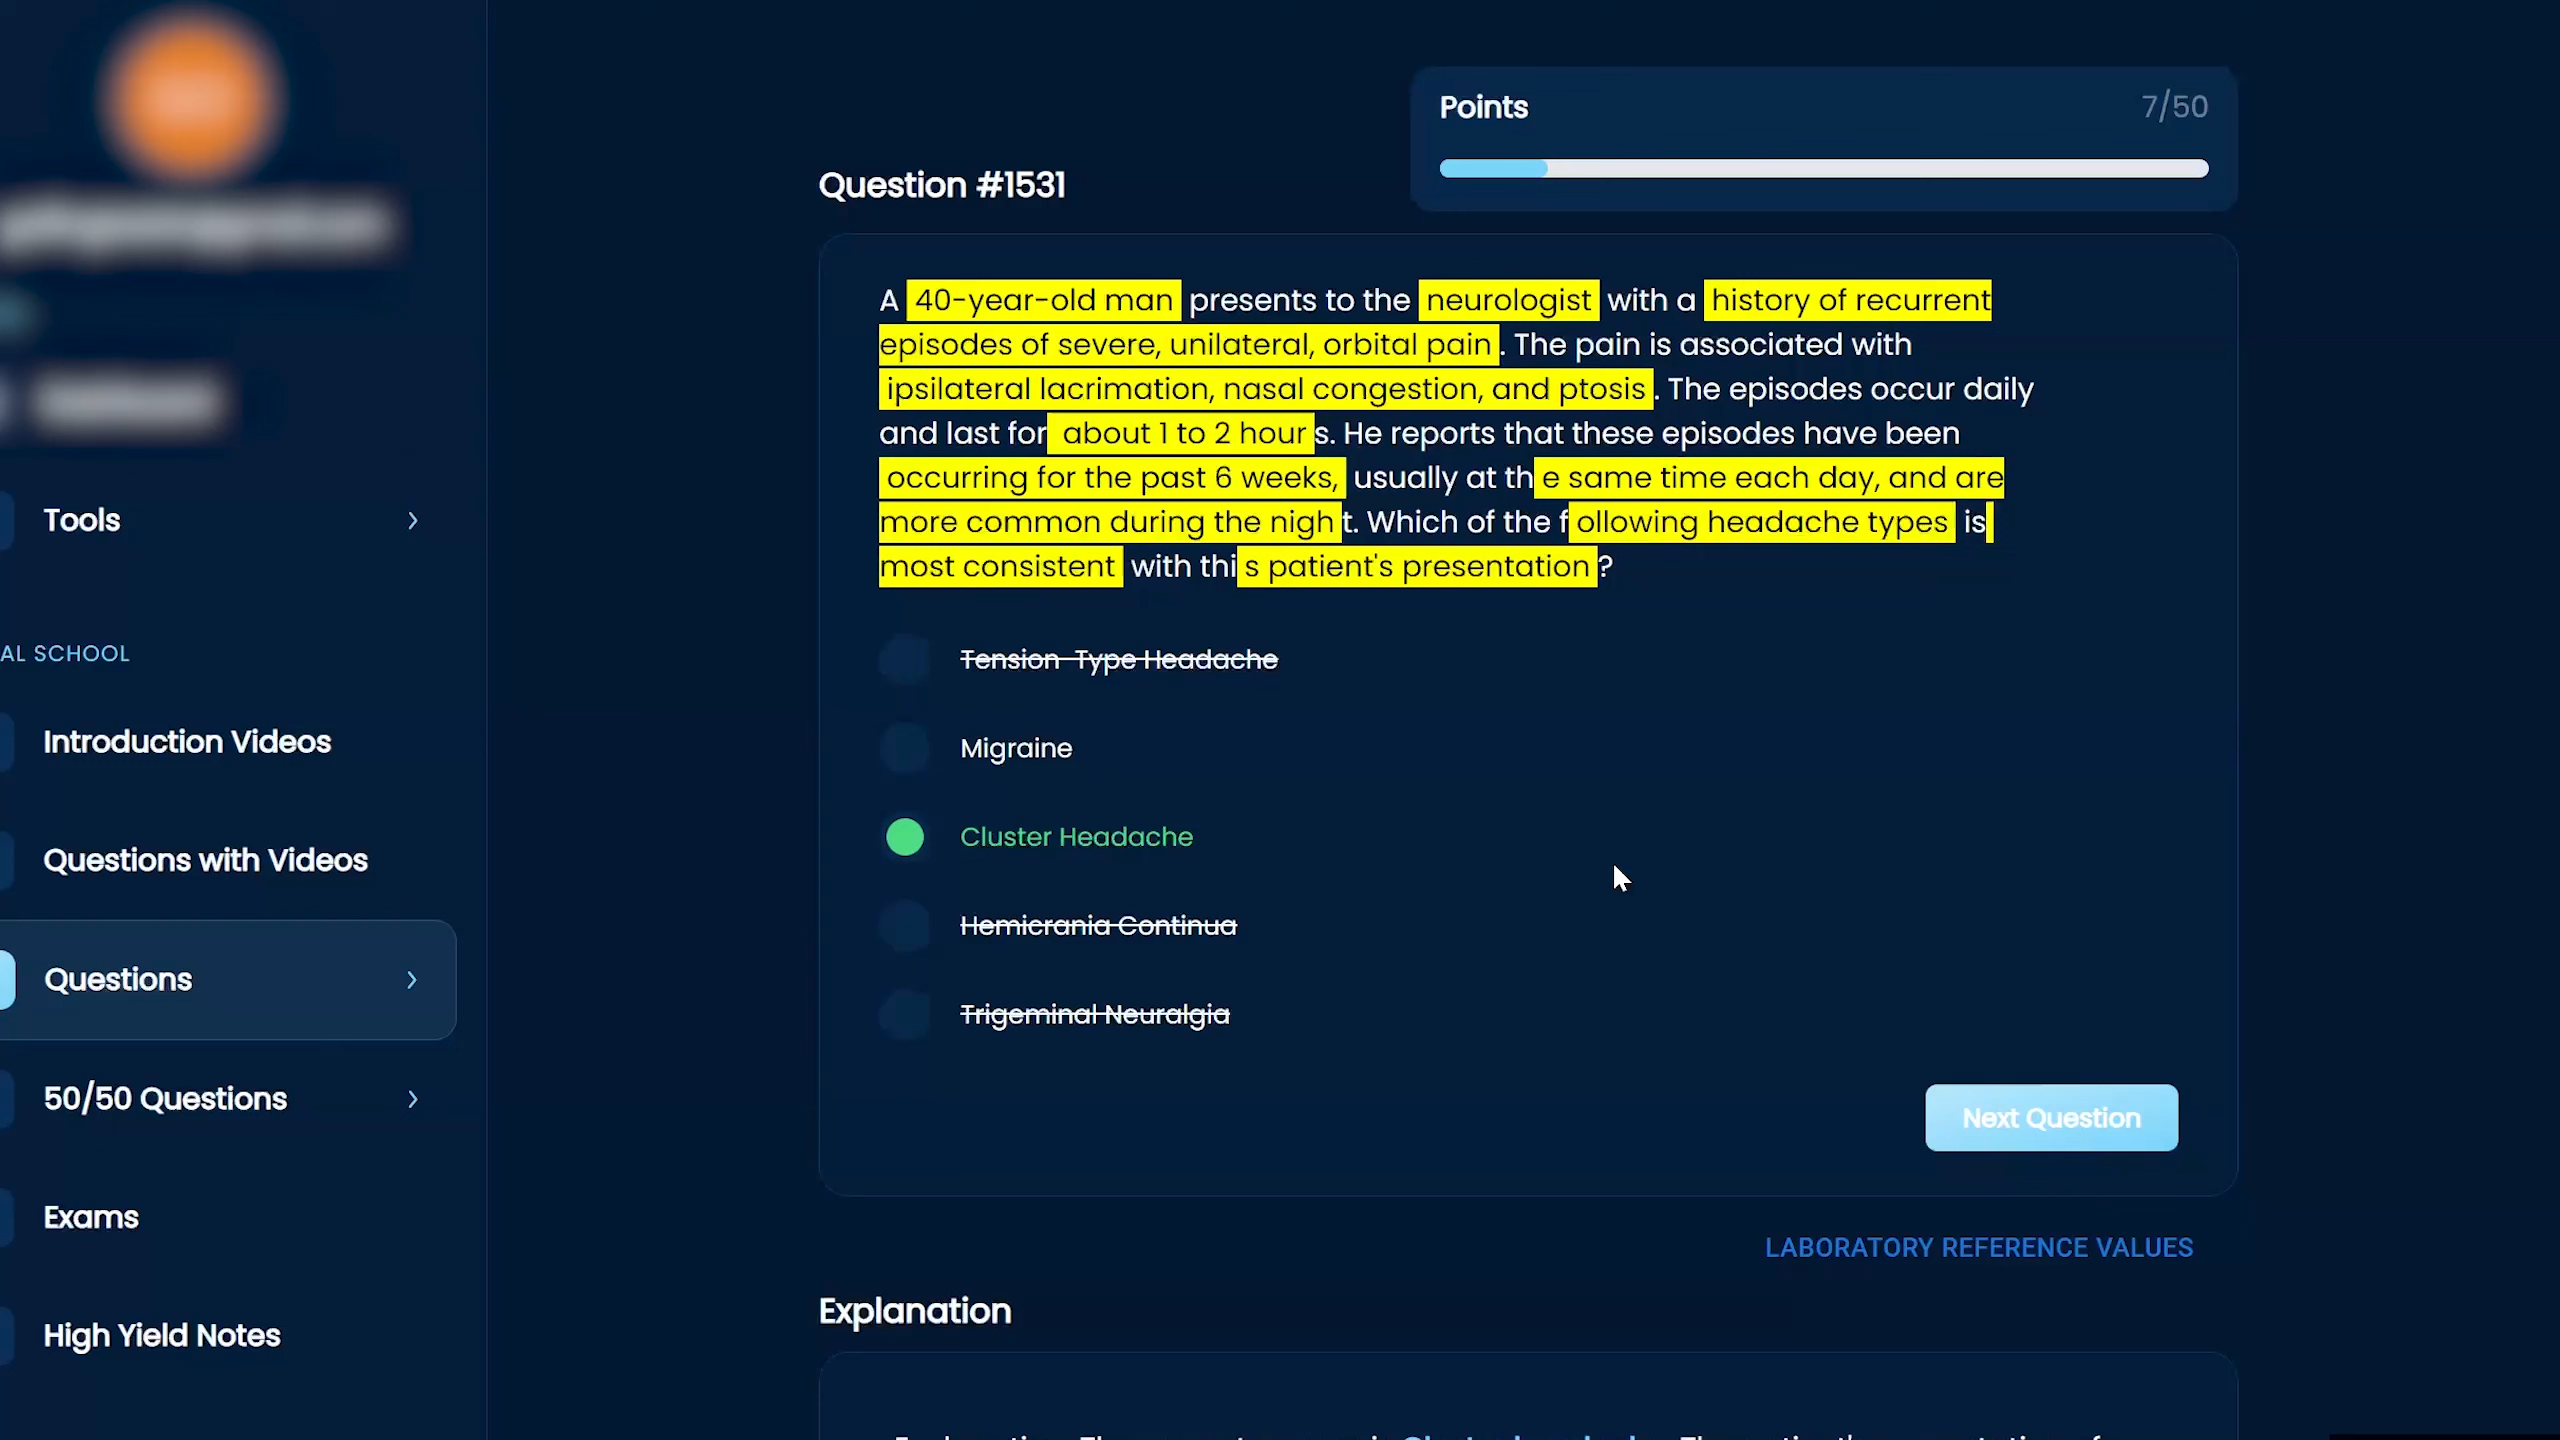 Points
7/50
Question #1531
A 40-year-old man presents to the neurologist with a history of recurrent
episodes of severe, unilateral, orbital pain. The pain is associated with
ipsilateral lacrimation, nasal congestion, and ptosis. The episodes occur daily
and last for about 1 to 2 hours. He reports that these episodes have been
occurring for the past 6 weeks, usually at the same time each day, and are
more common during the night. Which of the following headache types is
most consistent with this patient's presentation?
Tension-Type Headache
Migraine
Cluster Headache
Hemicrania Continua
Trigeminal Neuralgia
Next Question
LABORATORY REFERENCE VALUES
Explanation
Tools
AL SCHOOL
Introduction Videos
Questions with Videos
Questions
50/50 Questions
Exams
High Yield Notes